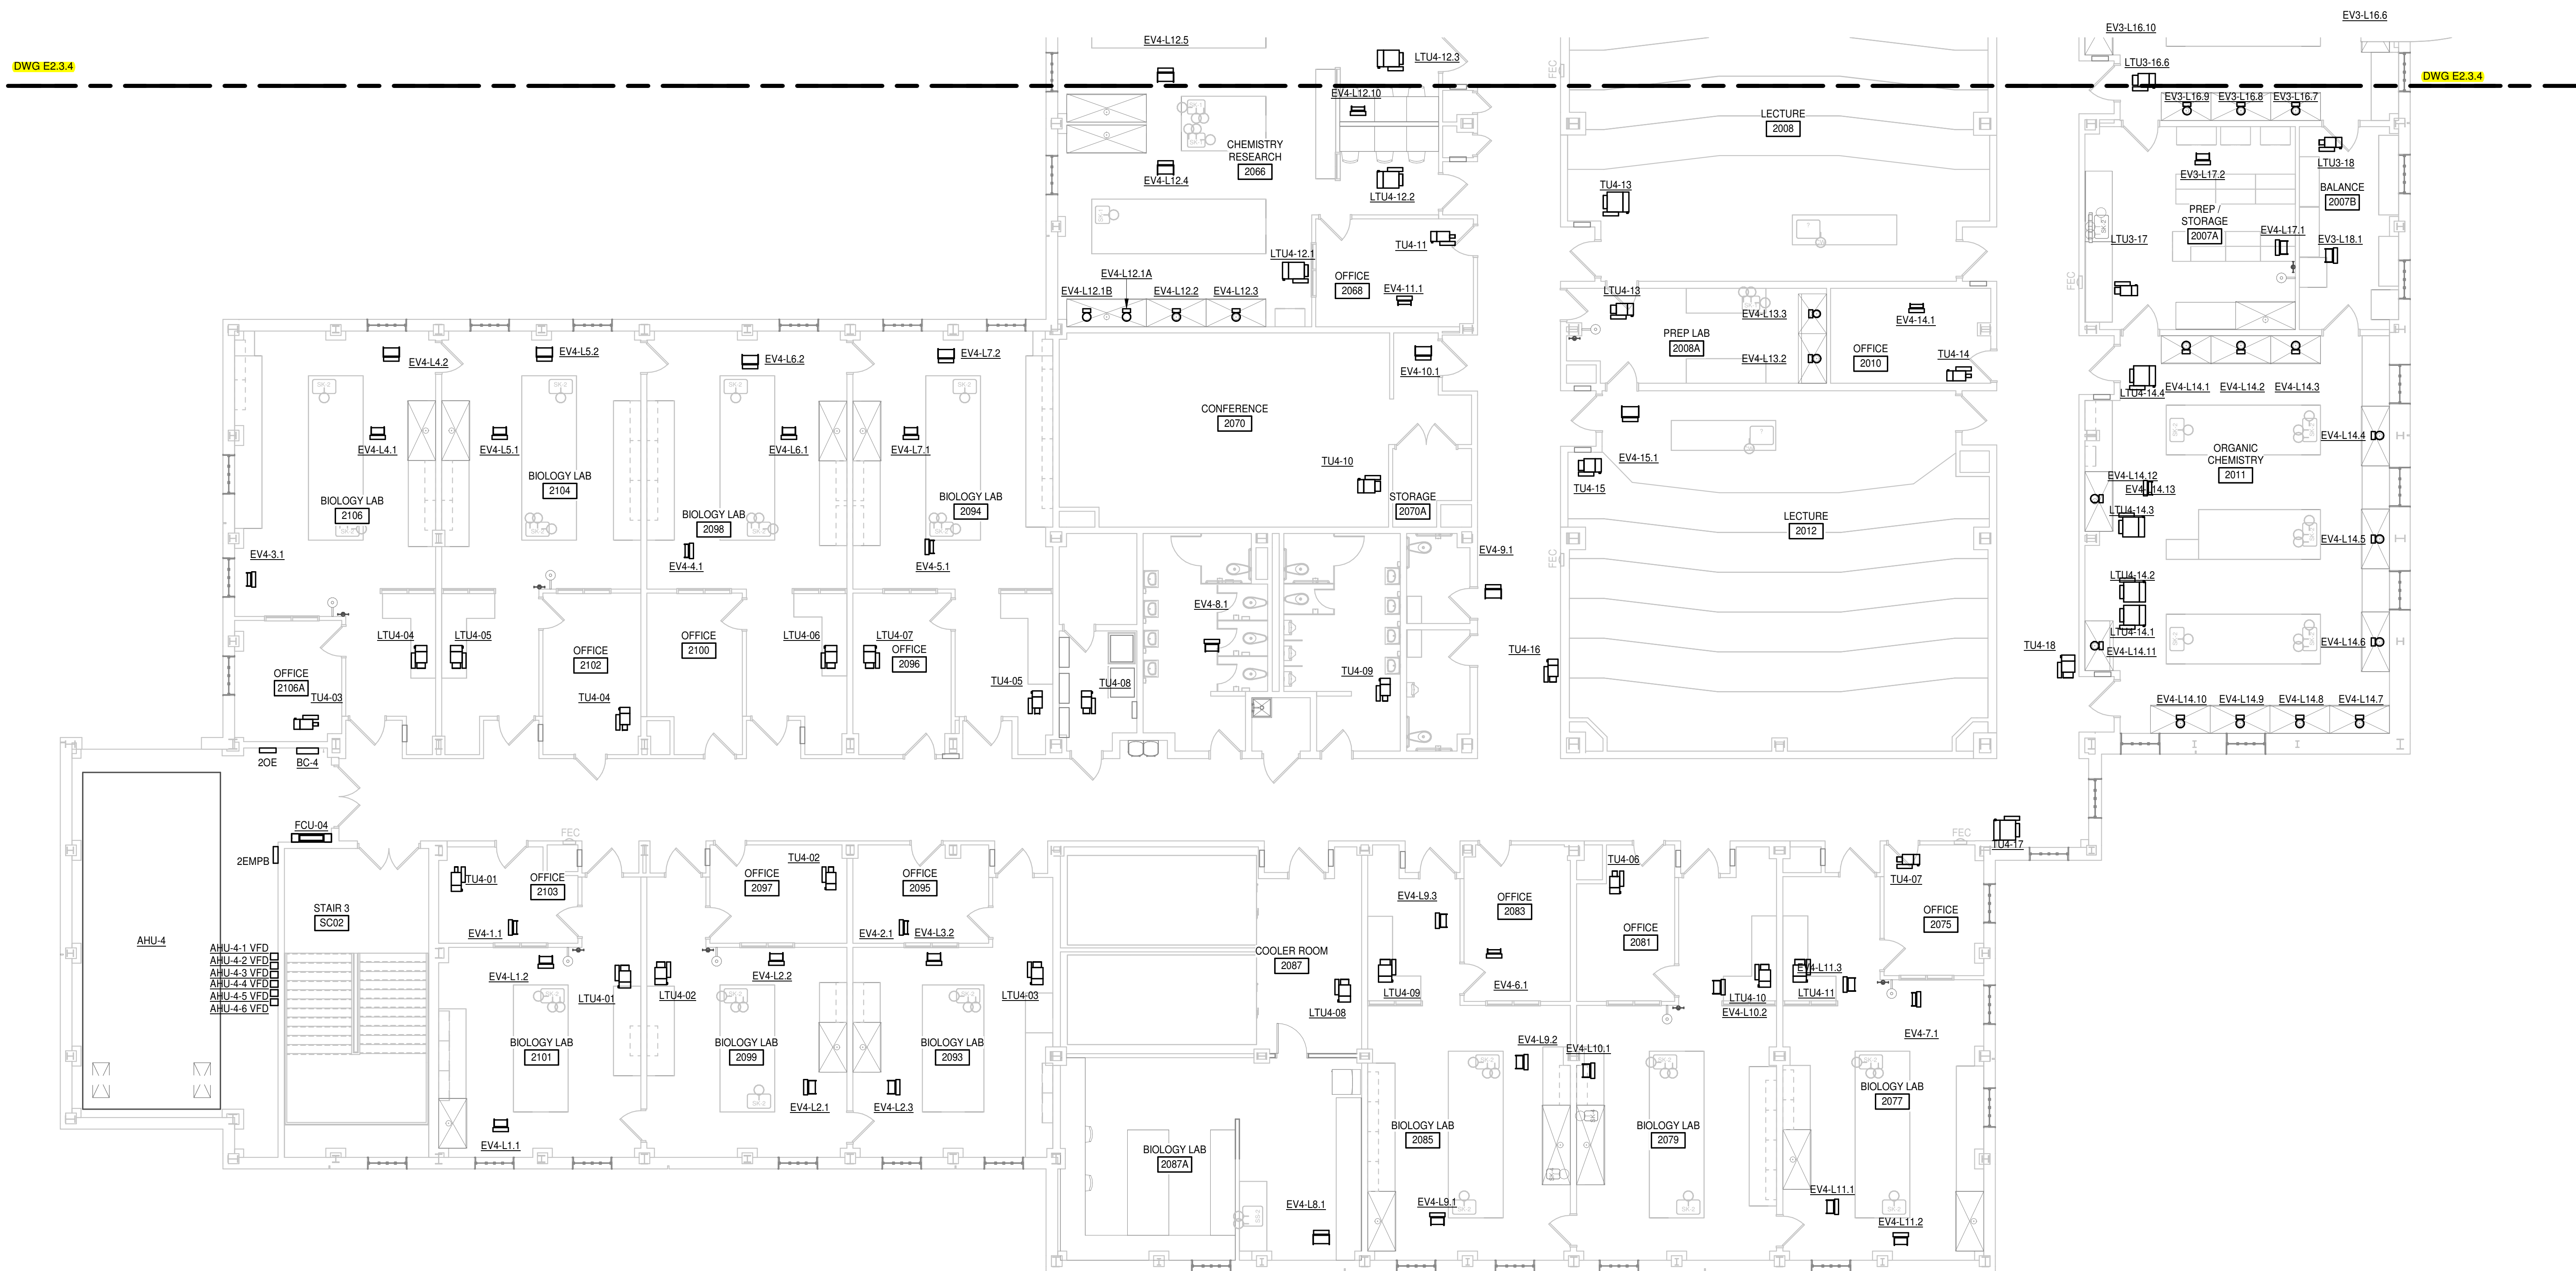 EV3-L16.6
EV3-L16.10
EV4-L12.5
LTU4-12.3
LTU3-16.6
DWG E2.3.4
DWG E2.3.4
EV4-L12.10
EV3-L16.9
EV3-L16.8
EV3-L16.7
FEC
LECTURE
2008
CHEMISTRY
RESEARCH
2066
EV4-L12.4
LTU4-12.2
TU4-13
EV3-L17.2
LTU3-18
BALANCE
2007B
PREP /
STORAGE
2007A
EV4-L17.1
EV3-L18.1
LTU3-17
TU4-11
LTU4-12.1
EV4-L12.1A
OFFICE
2068
EV4-L12.1B
EV4-L12.2
EV4-L12.3
EV4-11.1
LTU4-13
FEC
EV4-L13.3
PREP LAB
2008A
EV4-L13.2
EV4-14.1
OFFICE
2010
TU4-14
EV4-L4.2
EV4-L5.2
EV4-L6.2
EV4-L7.2
EV4-10.1
LTU4-14.4
EV4-L14.1
EV4-L14.2
EV4-L14.3
SK-2
SK-2
SK-2
SK-2
CONFERENCE
2070
EV4-L4.1
EV4-L5.1
EV4-L6.1
EV4-L7.1
EV4-L14.4
TU4-10
EV4-15.1
TU4-15
ORGANIC
CHEMISTRY
2011
EV4-L14.12
EV4-L14.13
BIOLOGY LAB
2104
BIOLOGY LAB
2106
BIOLOGY LAB
2098
BIOLOGY LAB
2094
STORAGE
2070A
LECTURE
2012
LTU4-14.3
EV4-L14.5
EV4-3.1
EV4-4.1
EV4-5.1
EV4-9.1
FEC
LTU4-14.2
EV4-8.1
LTU4-04
LTU4-05
LTU4-06
LTU4-07
LTU4-14.1
EV4-L14.6
EV4-L14.11
OFFICE
2102
OFFICE
2100
OFFICE
2096
TU4-16
TU4-18
OFFICE
2106A
TU4-03
TU4-04
TU4-05
TU4-08
TU4-09
EV4-L14.10
EV4-L14.9
EV4-L14.8
EV4-L14.7
2OE
BC-4
FCU-04
FEC
FEC
2EMPB
TU4-17
TU4-01
OFFICE
2103
TU4-02
OFFICE
2097
OFFICE
2095
TU4-06
TU4-07
STAIR 3
SC02
EV4-L9.3
OFFICE
2083
OFFICE
2081
OFFICE
2075
EV4-1.1
EV4-2.1
EV4-L3.2
AHU-4
AHU-4-1 VFD
AHU-4-2 VFD
AHU-4-3 VFD
AHU-4-4 VFD
AHU-4-5 VFD
AHU-4-6 VFD
COOLER ROOM
2087
EV4-L1.2
LTU4-01
LTU4-02
EV4-L2.2
LTU4-03
LTU4-08
LTU4-09
EV4-6.1
LTU4-10
EV4-L10.2
EV4-L11.3
LTU4-11
EV4-7.1
BIOLOGY LAB
2101
BIOLOGY LAB
2099
BIOLOGY LAB
2093
EV4-L9.2
EV4-L10.1
EV4-L2.1
EV4-L2.3
BIOLOGY LAB
2077
BIOLOGY LAB
2085
BIOLOGY LAB
2079
EV4-L1.1
BIOLOGY LAB
2087A
EV4-L8.1
EV4-L9.1
EV4-L11.1
EV4-L11.2